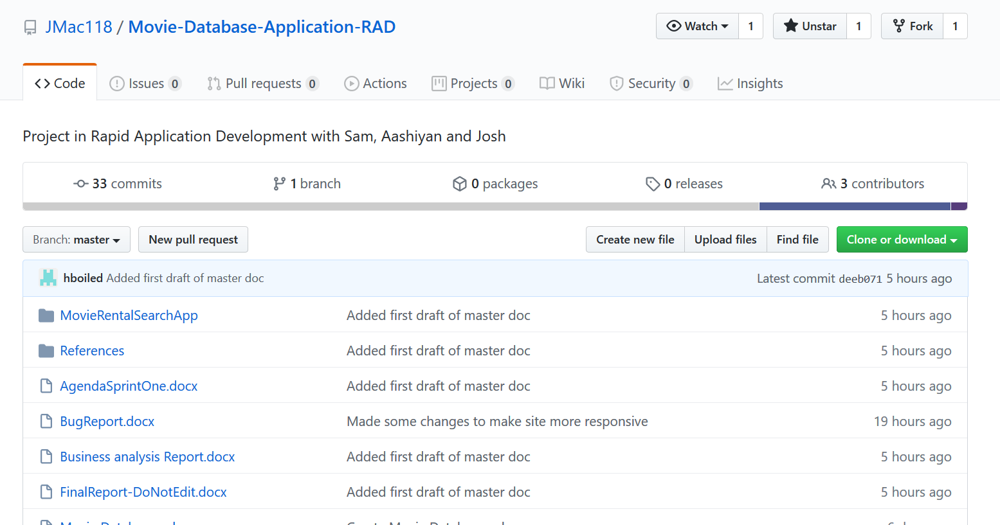 JMac118 / Movie-Database-Application-RAD Watch 1 Unstar 1 Fork 1
Code Issues 0 Pull requests 0 Actions Projects 0 Wiki Security 0 Insights
Project in Rapid Application Development with Sam, Aashiyan and Josh
33 commits 1 branch 0 packages 0 releases 3 contributors
Branch: master New pull request Create new file Upload files Find file Clone or download
hboiled Added first draft of master doc Latest commit deeb071 5 hours ago
MovieRentalSearchApp Added first draft of master doc 5 hours ago
References Added first draft of master doc 5 hours ago
AgendaSprintOne.docx Added first draft of master doc 5 hours ago
BugReport.docx Made some changes to make site more responsive 19 hours ago
Business analysis Report.docx Added first draft of master doc 5 hours ago
FinalReport-DoNotEdit.docx Added first draft of master doc 5 hours ago